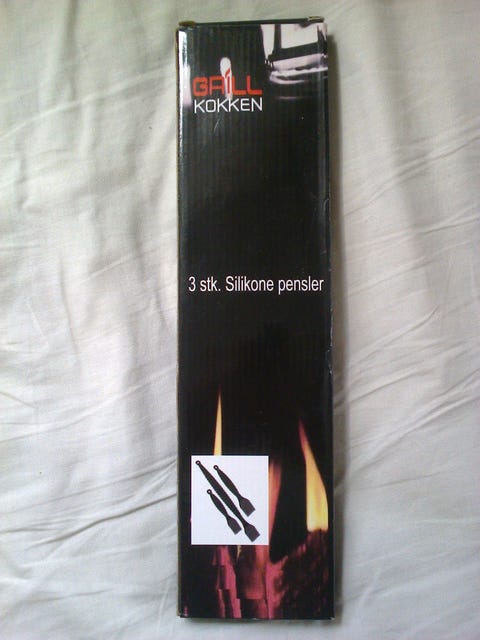 GRILL
KOKKEN
3 stk. Silikone pensler